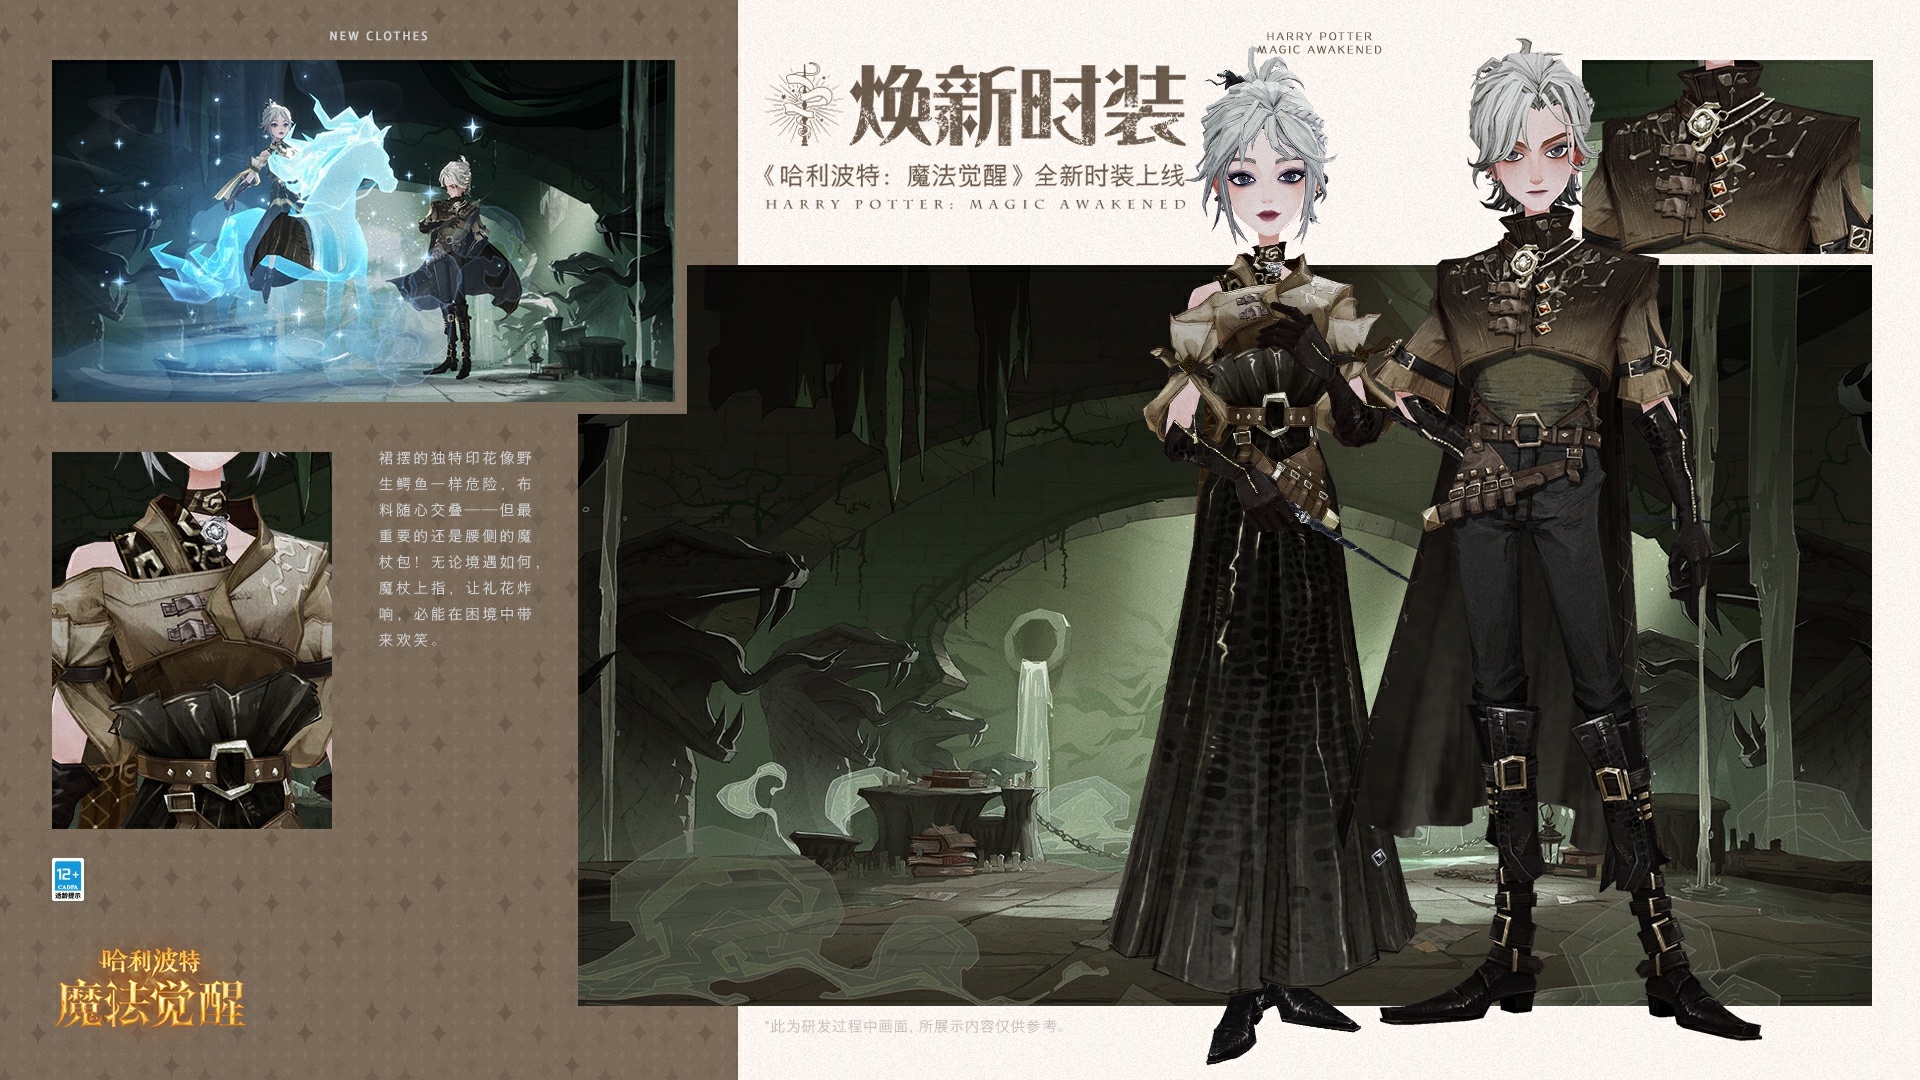 NEW CLOTHES
HARRY POTTER
MAGIC AWAKENED
焕新时装
《哈利波特：魔法觉醒》全新时装上线
HARRY POTTER: MAGIC AWAKENED
裙摆的独特印花像野
生鳄鱼一样危险，布
料随心交叠——但最
重要的还是腰侧的魔
杖包！无论境遇如何，
魔杖上指，让礼花炸
响，必能在困境中带
来欢笑。
12+
CADPA
适龄提示
哈利波特
魔法觉醒
*此为研发过程中画面，所展示内容仅供参考。